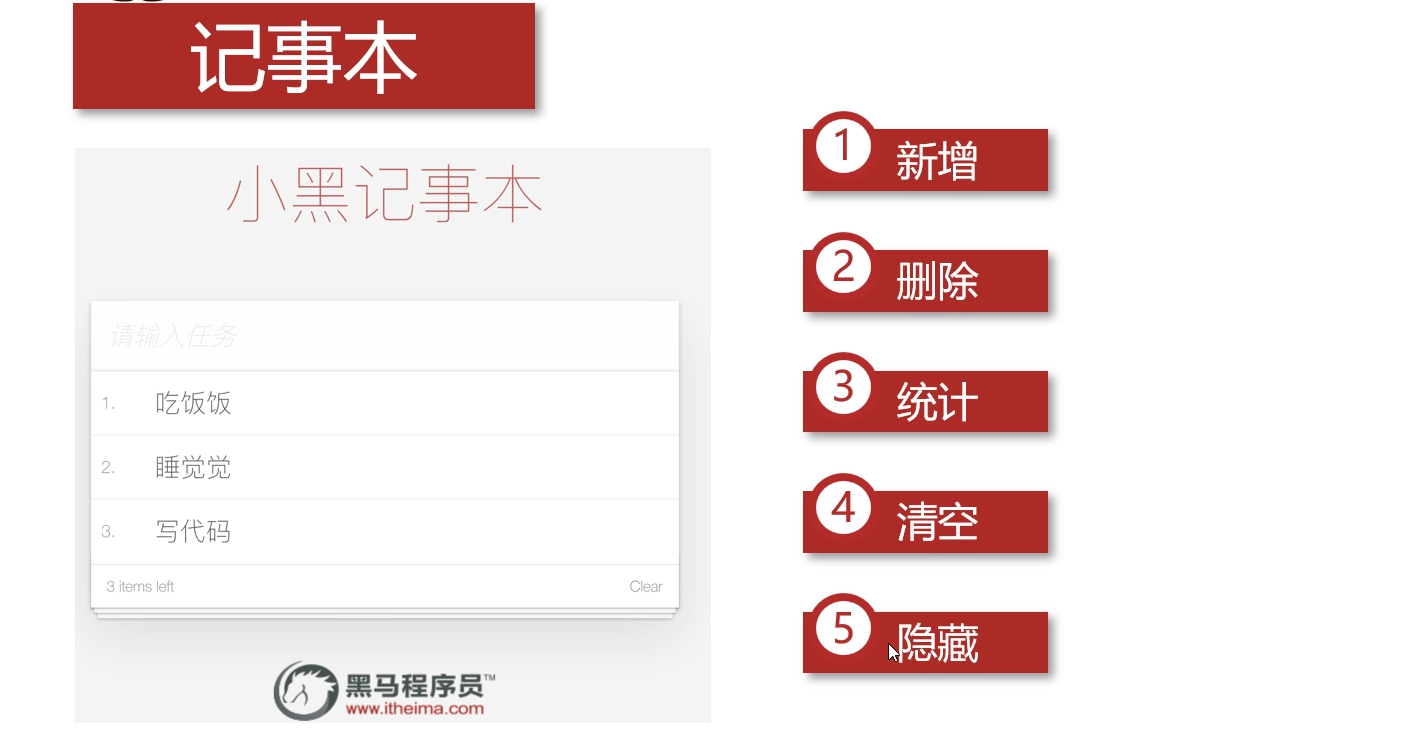 记事本
小黑记事本
请输入任务
1. 吃饭饭
2. 睡觉觉
3. 写代码
3 items left Clear
黑马程序员™
www.itheima.com
1 新增
2 删除
3 统计
4 清空
5 隐藏